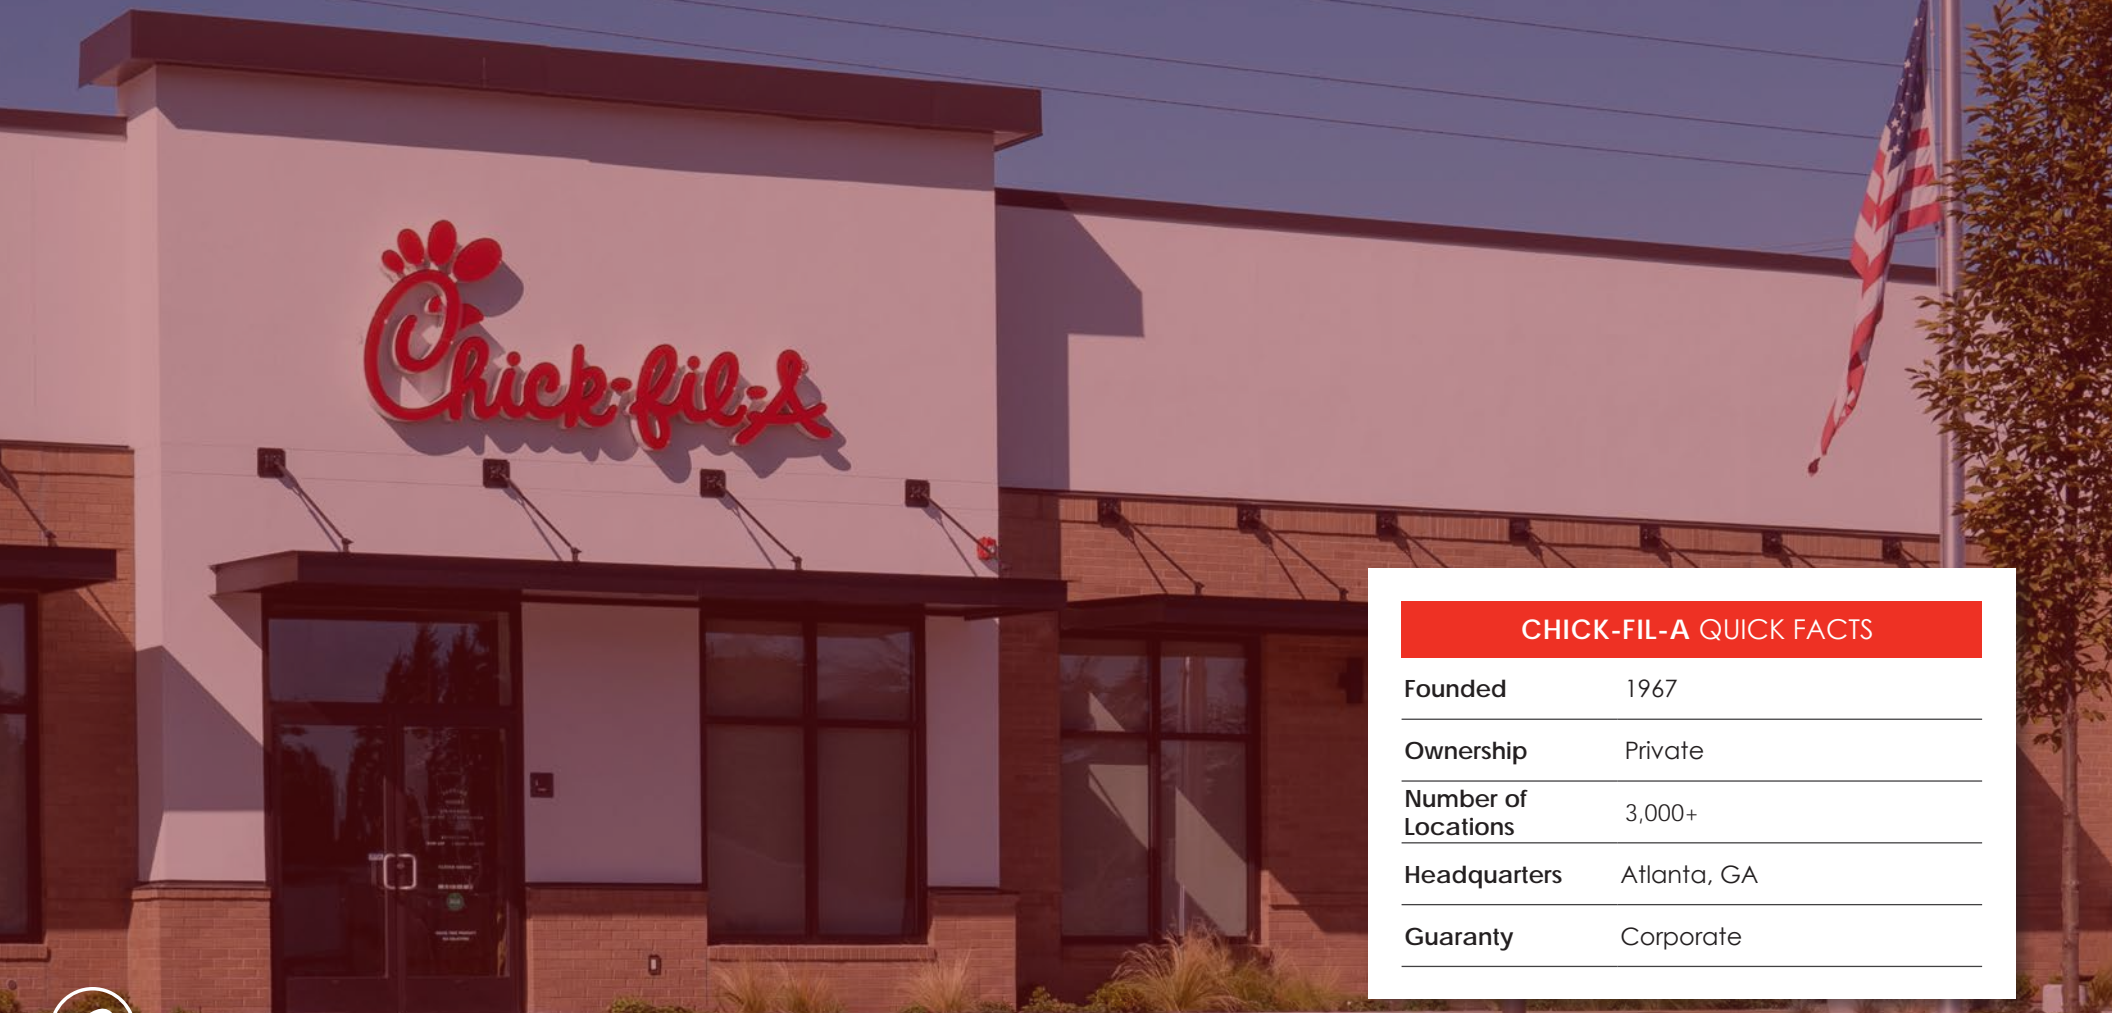 Chick-fil-A
CHICK-FIL-A QUICK FACTS
Founded 1967
Ownership Private
Number of
Locations 3,000+
Headquarters Atlanta, GA
Guaranty Corporate